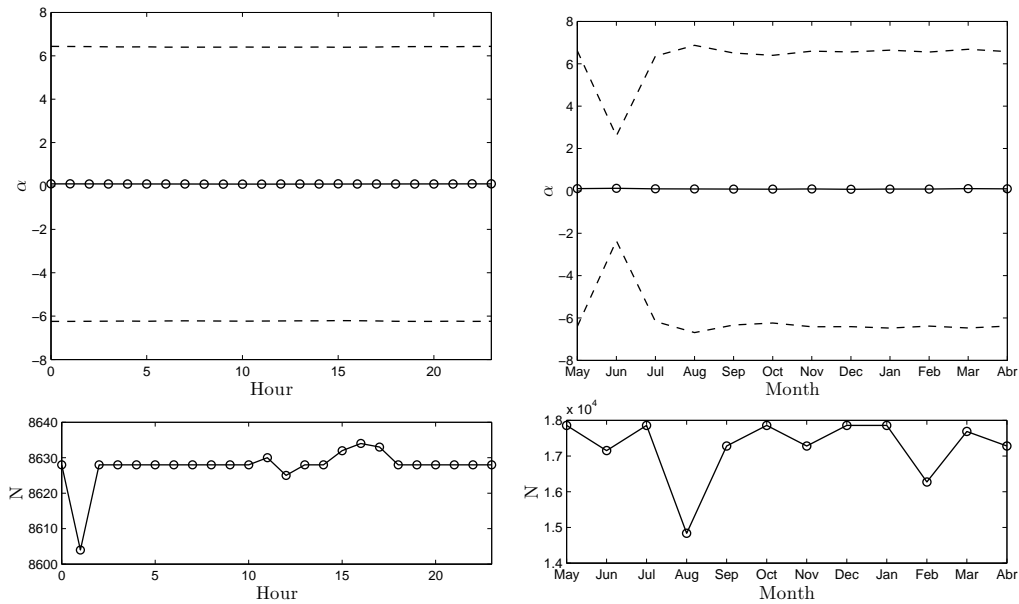 8
6
4
2
0
−2
−4
−6
−8
α
0 5 10 15 20
Hour
8
6
4
2
0
−2
−4
−6
−8
α
May Jun Jul Aug Sep Oct Nov Dec Jan Feb Mar Abr
Month
8640
8630
8620
8610
8600
N
0 5 10 15 20
Hour
x 10^4
1.8
1.7
1.6
1.5
1.4
N
May Jun Jul Aug Sep Oct Nov Dec Jan Feb Mar Abr
Month